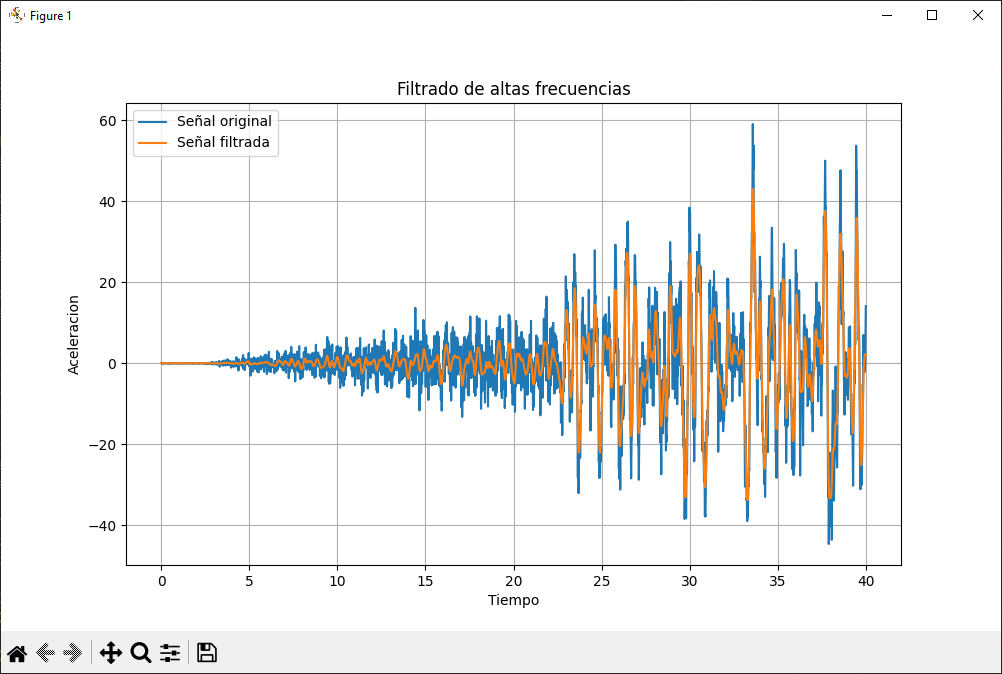 Figure 1
Filtrado de altas frecuencias
Señal original
Señal filtrada
60
40
20
0
−20
−40
Aceleracion
0 5 10 15 20 25 30 35 40
Tiempo